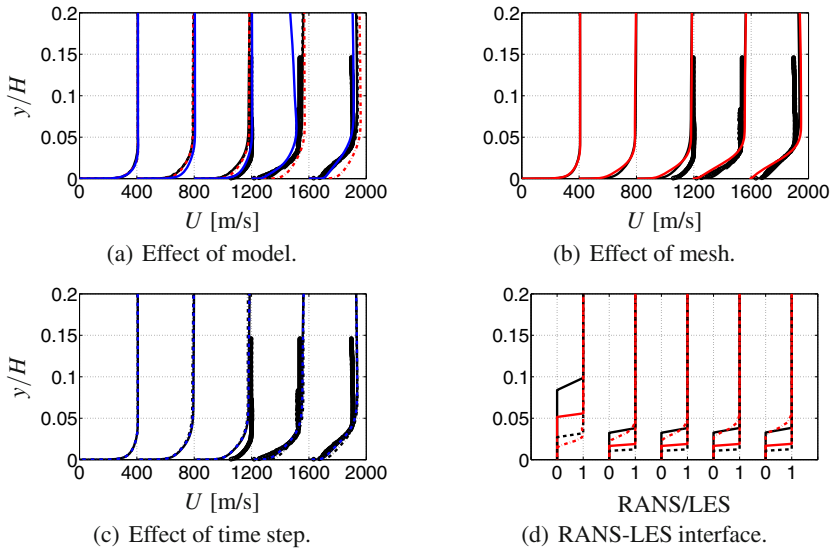 0.2
0.15
0.1
0.05
0
y/H
0 400 800 1200 1600 2000
U [m/s]
(a) Effect of model.
0.2
0.15
0.1
0.05
0
y/H
0 400 800 1200 1600 2000
U [m/s]
(b) Effect of mesh.
0.2
0.15
0.1
0.05
0
y/H
0 400 800 1200 1600 2000
U [m/s]
(c) Effect of time step.
0.2
0.15
0.1
0.05
0
y/H
0 1 0 1 0 1 0 1 0 1
RANS/LES
(d) RANS-LES interface.